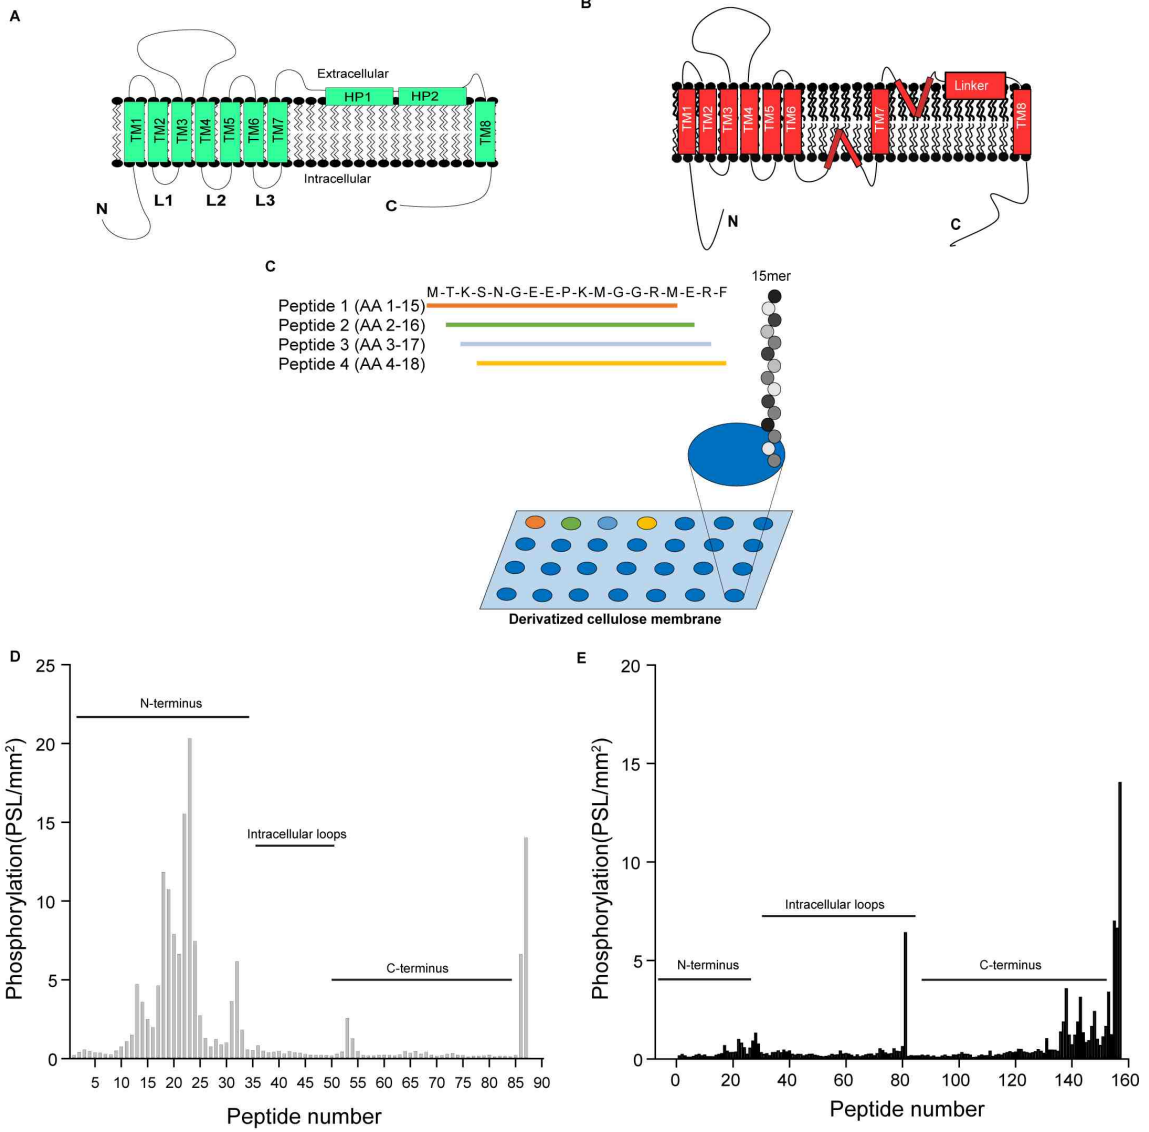 A
B
Extracellular
HP1
HP2
TM1
TM2
TM3
TM4
TM5
TM6
TM7
TM8
Intracellular
L1
L2
L3
N
C
Linker
TM1
TM2
TM3
TM4
TM5
TM6
TM7
TM8
N
C
C
15mer
M-T-K-S-N-G-E-E-P-K-M-G-G-R-M-E-R-F
Peptide 1 (AA 1-15)
Peptide 2 (AA 2-16)
Peptide 3 (AA 3-17)
Peptide 4 (AA 4-18)
Derivatized cellulose membrane
D
Phosphorylation(PSL/mm²)
25
20
15
10
5
0
N-terminus
Intracellular loops
C-terminus
5 10 15 20 25 30 35 40 45 50 55 60 65 70 75 80 85 90
Peptide number
E
Phosphorylation(PSL/mm²)
20
15
10
5
0
Intracellular loops
N-terminus
C-terminus
0 20 40 60 80 100 120 140 160
Peptide number